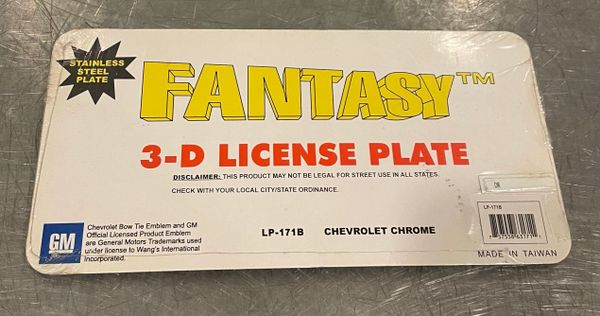 STAINLESS
STEEL
PLATE
FANTASY™
3-D LICENSE PLATE
DISCLAIMER: THIS PRODUCT MAY NOT BE LEGAL FOR STREET USE IN ALL STATES.
CHECK WITH YOUR LOCAL CITY/STATE ORDINANCE.
GM
Chevrolet Bow Tie Emblem and GM
Official Licensed Product Emblem
are General Motors Trademarks used
under license to Wang's International
Incorporated.
LP-171B CHEVROLET CHROME
LP-171B
MADE IN TAIWAN